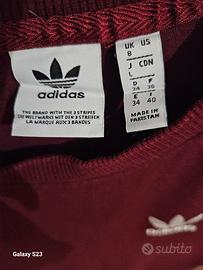 adidas
THE BRAND WITH THE 3 STRIPES
DIE WELTMARKE MIT DEN 3 STREIFEN
LA MARQUE AUX 3 BANDES
UK US
8
J CDN
L
D F
34 36
E I
34 40
MADE IN
PAKISTAN
Galaxy S23
subito